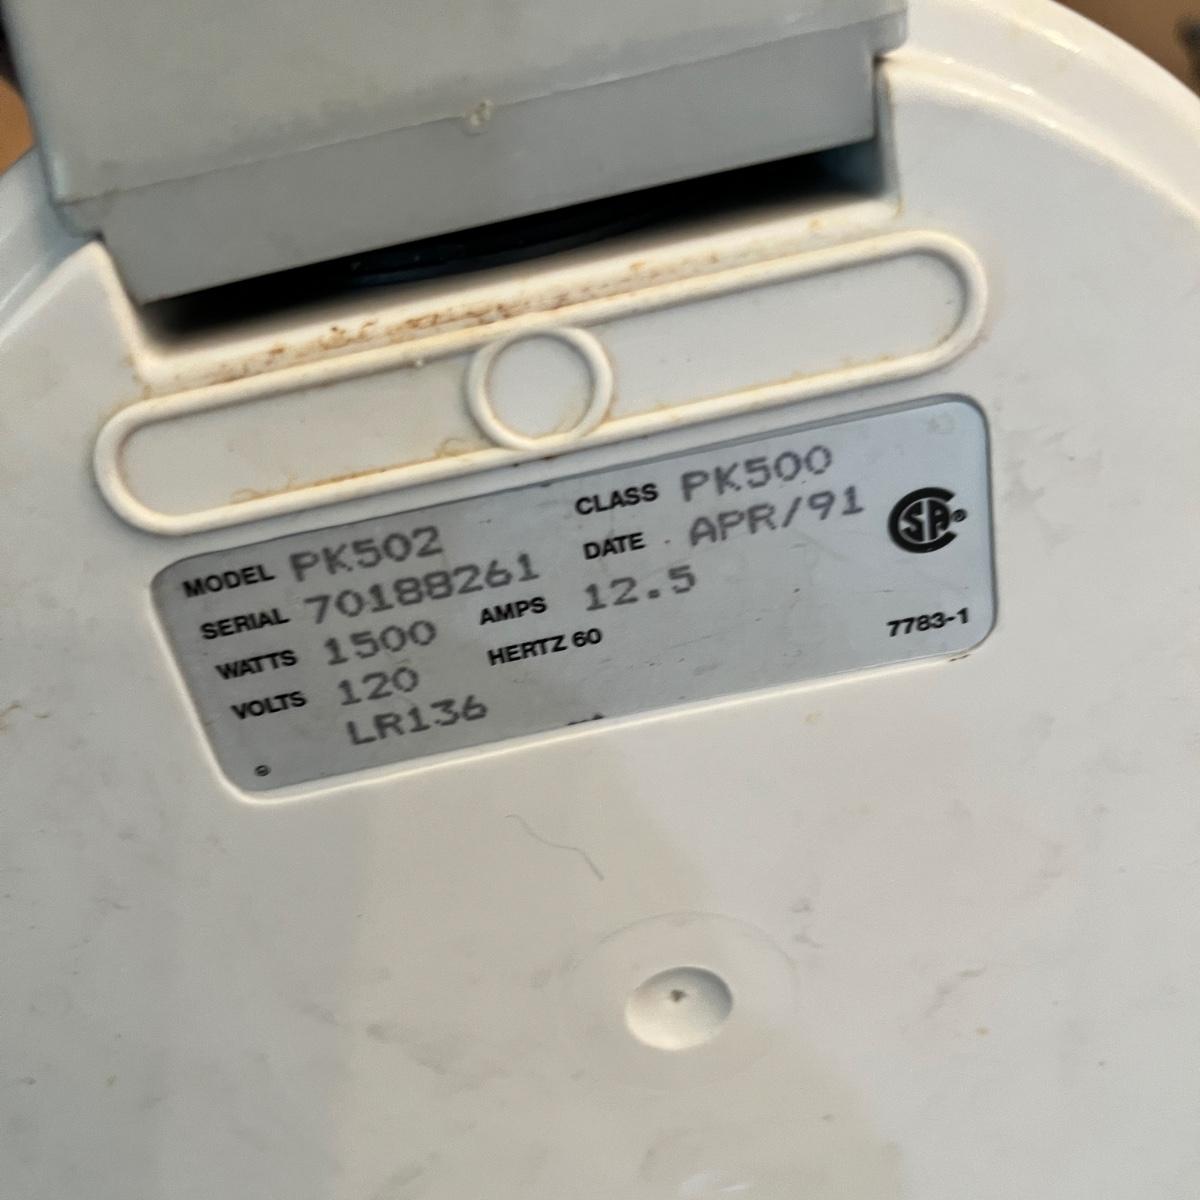 MODEL PK502 CLASS PK500
SERIAL 70188261 DATE APR/91
WATTS 1500 AMPS 12.5
VOLTS 120 HERTZ 60
LR136
CSA®
7783-1